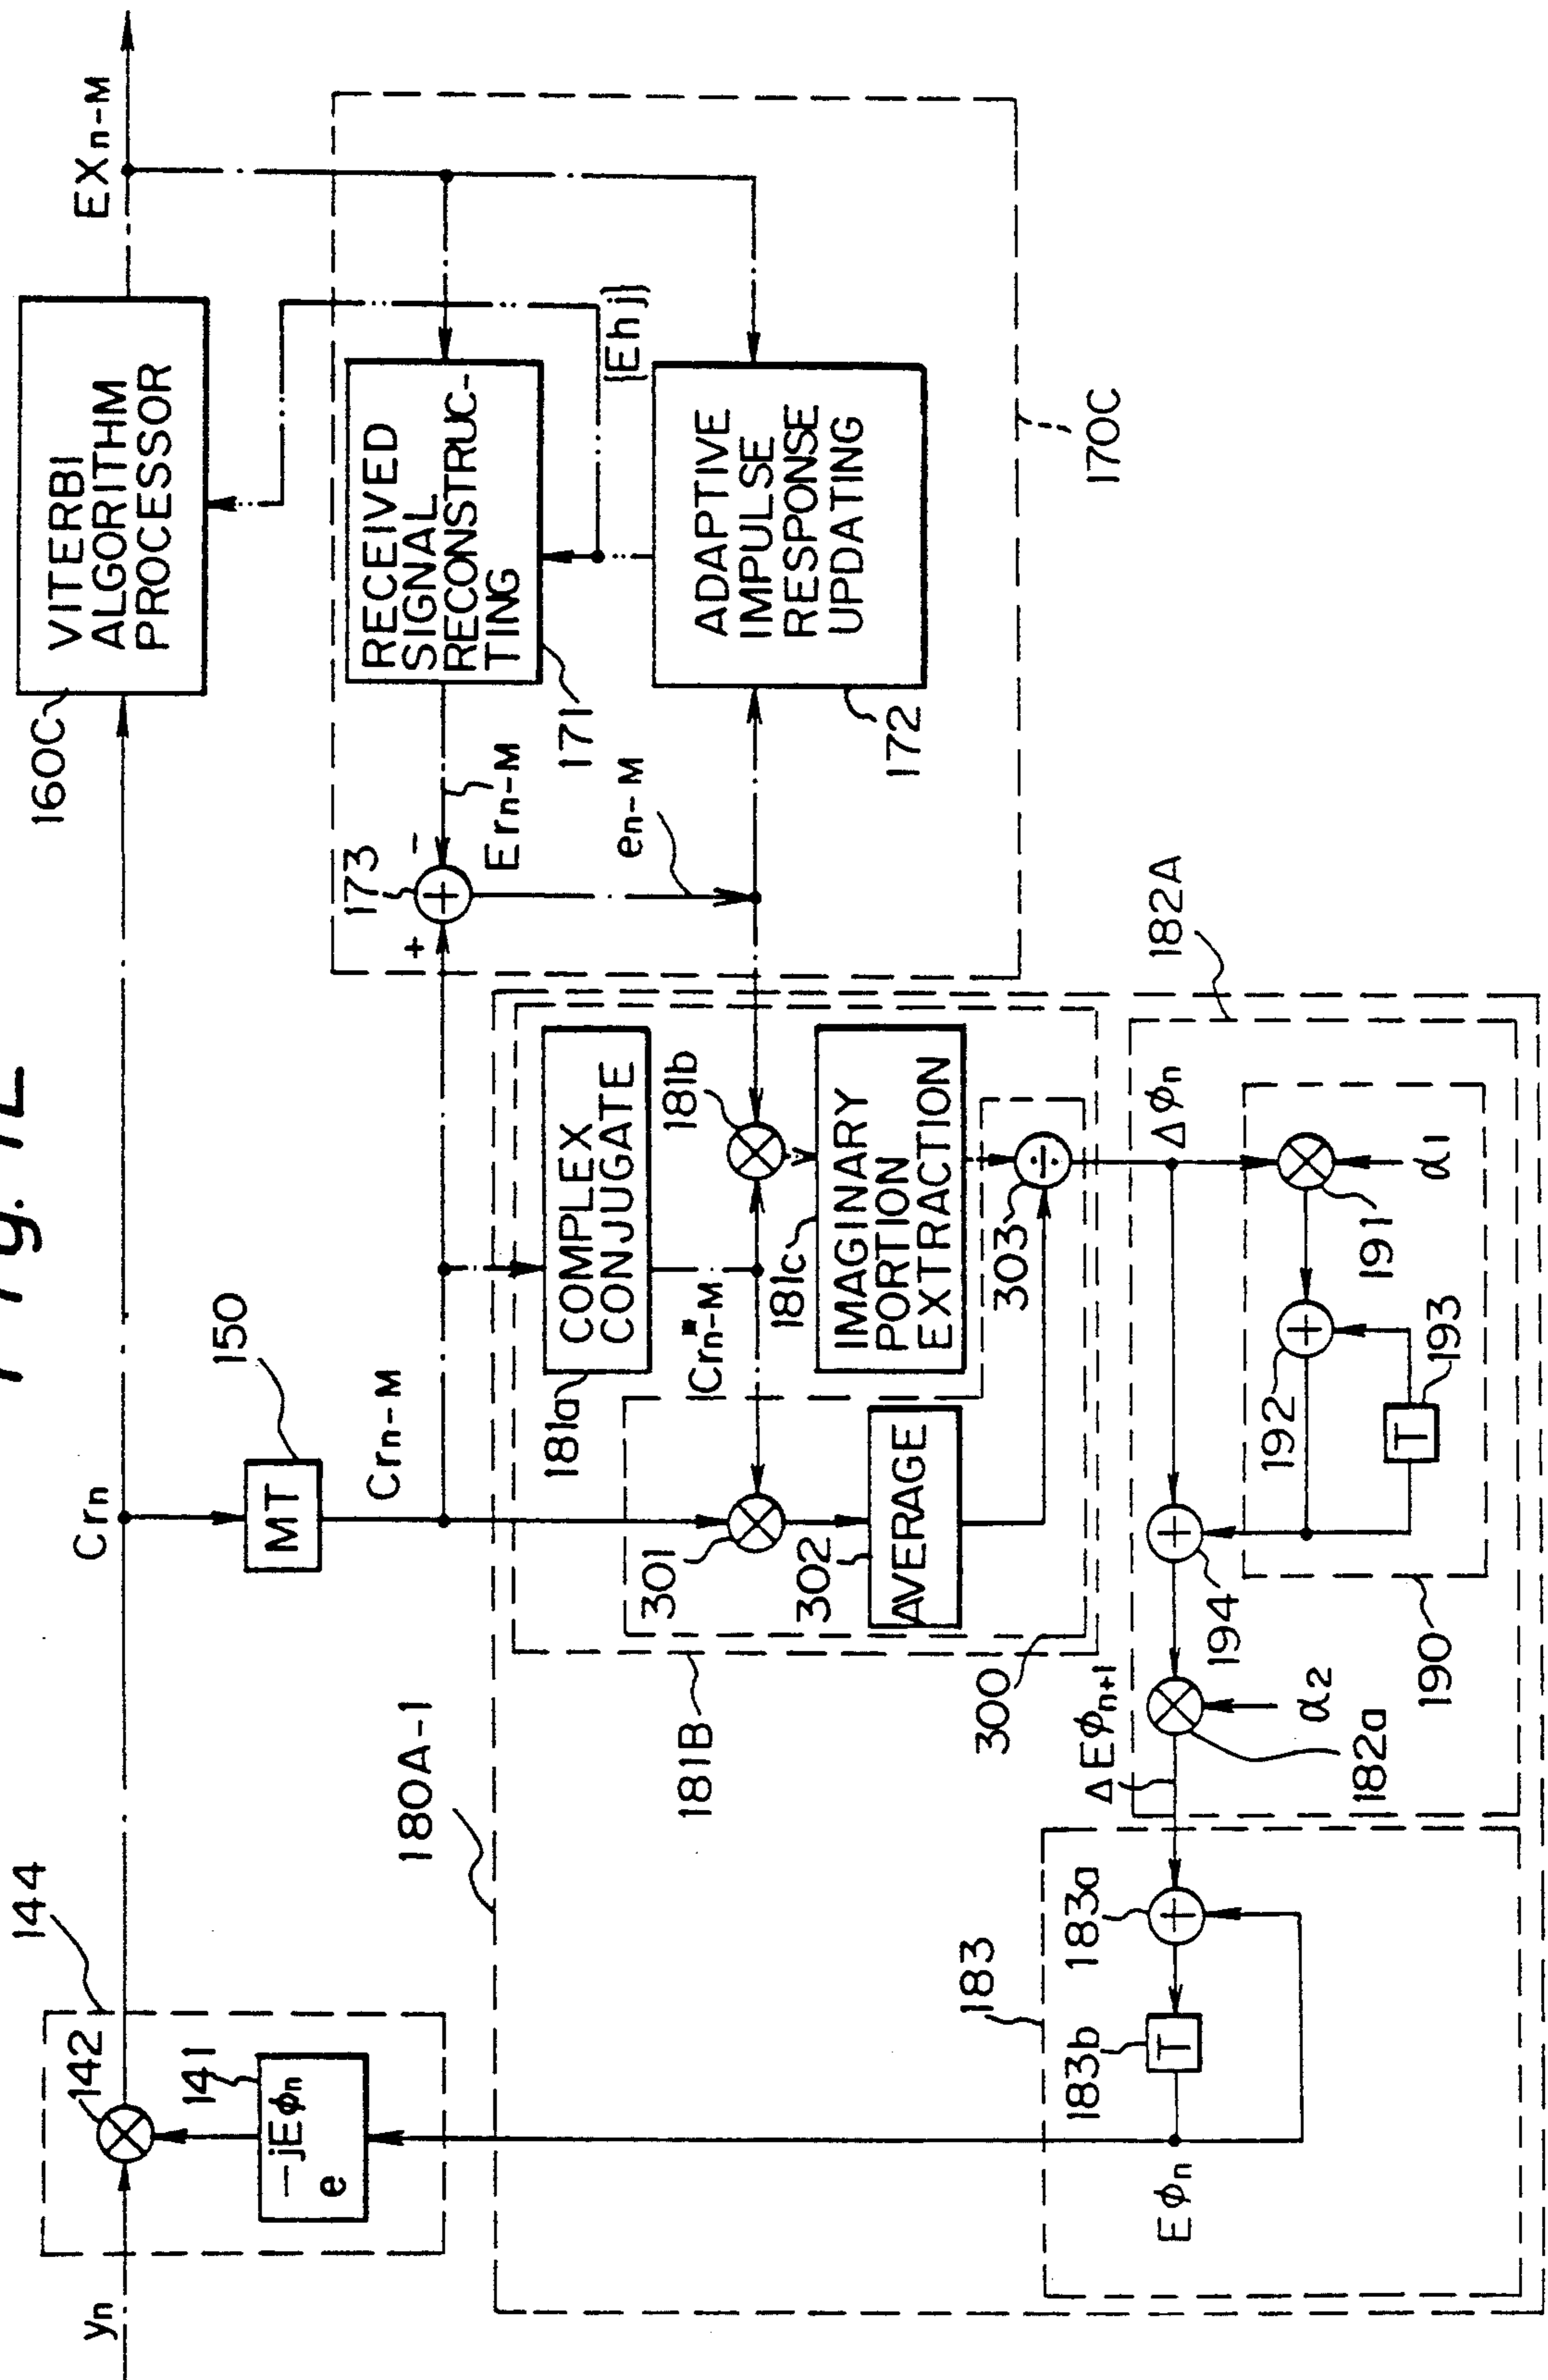 Fig. 12
yn
144
142
141
e-jEφn
Crn
150
MT
Crn-M
160C
VITERBI
ALGORITHM
PROCESSOR
EXn-M
180A-1
181B
181a
COMPLEX
CONJUGATE
Crn-M*
301
302
AVERAGE
300
181b
181c
IMAGINARY
PORTION
EXTRACTION
303
173
+
-
Ern-M
en-M
171
RECEIVED
SIGNAL
RECONSTRUC-
TING
{Ehj}
172
ADAPTIVE
IMPULSE
RESPONSE
UPDATING
170C
182A
Δφn
α1
191
192
193
T
190
194
α2
182a
ΔEφn+1
183
183a
183b
T
Eφn